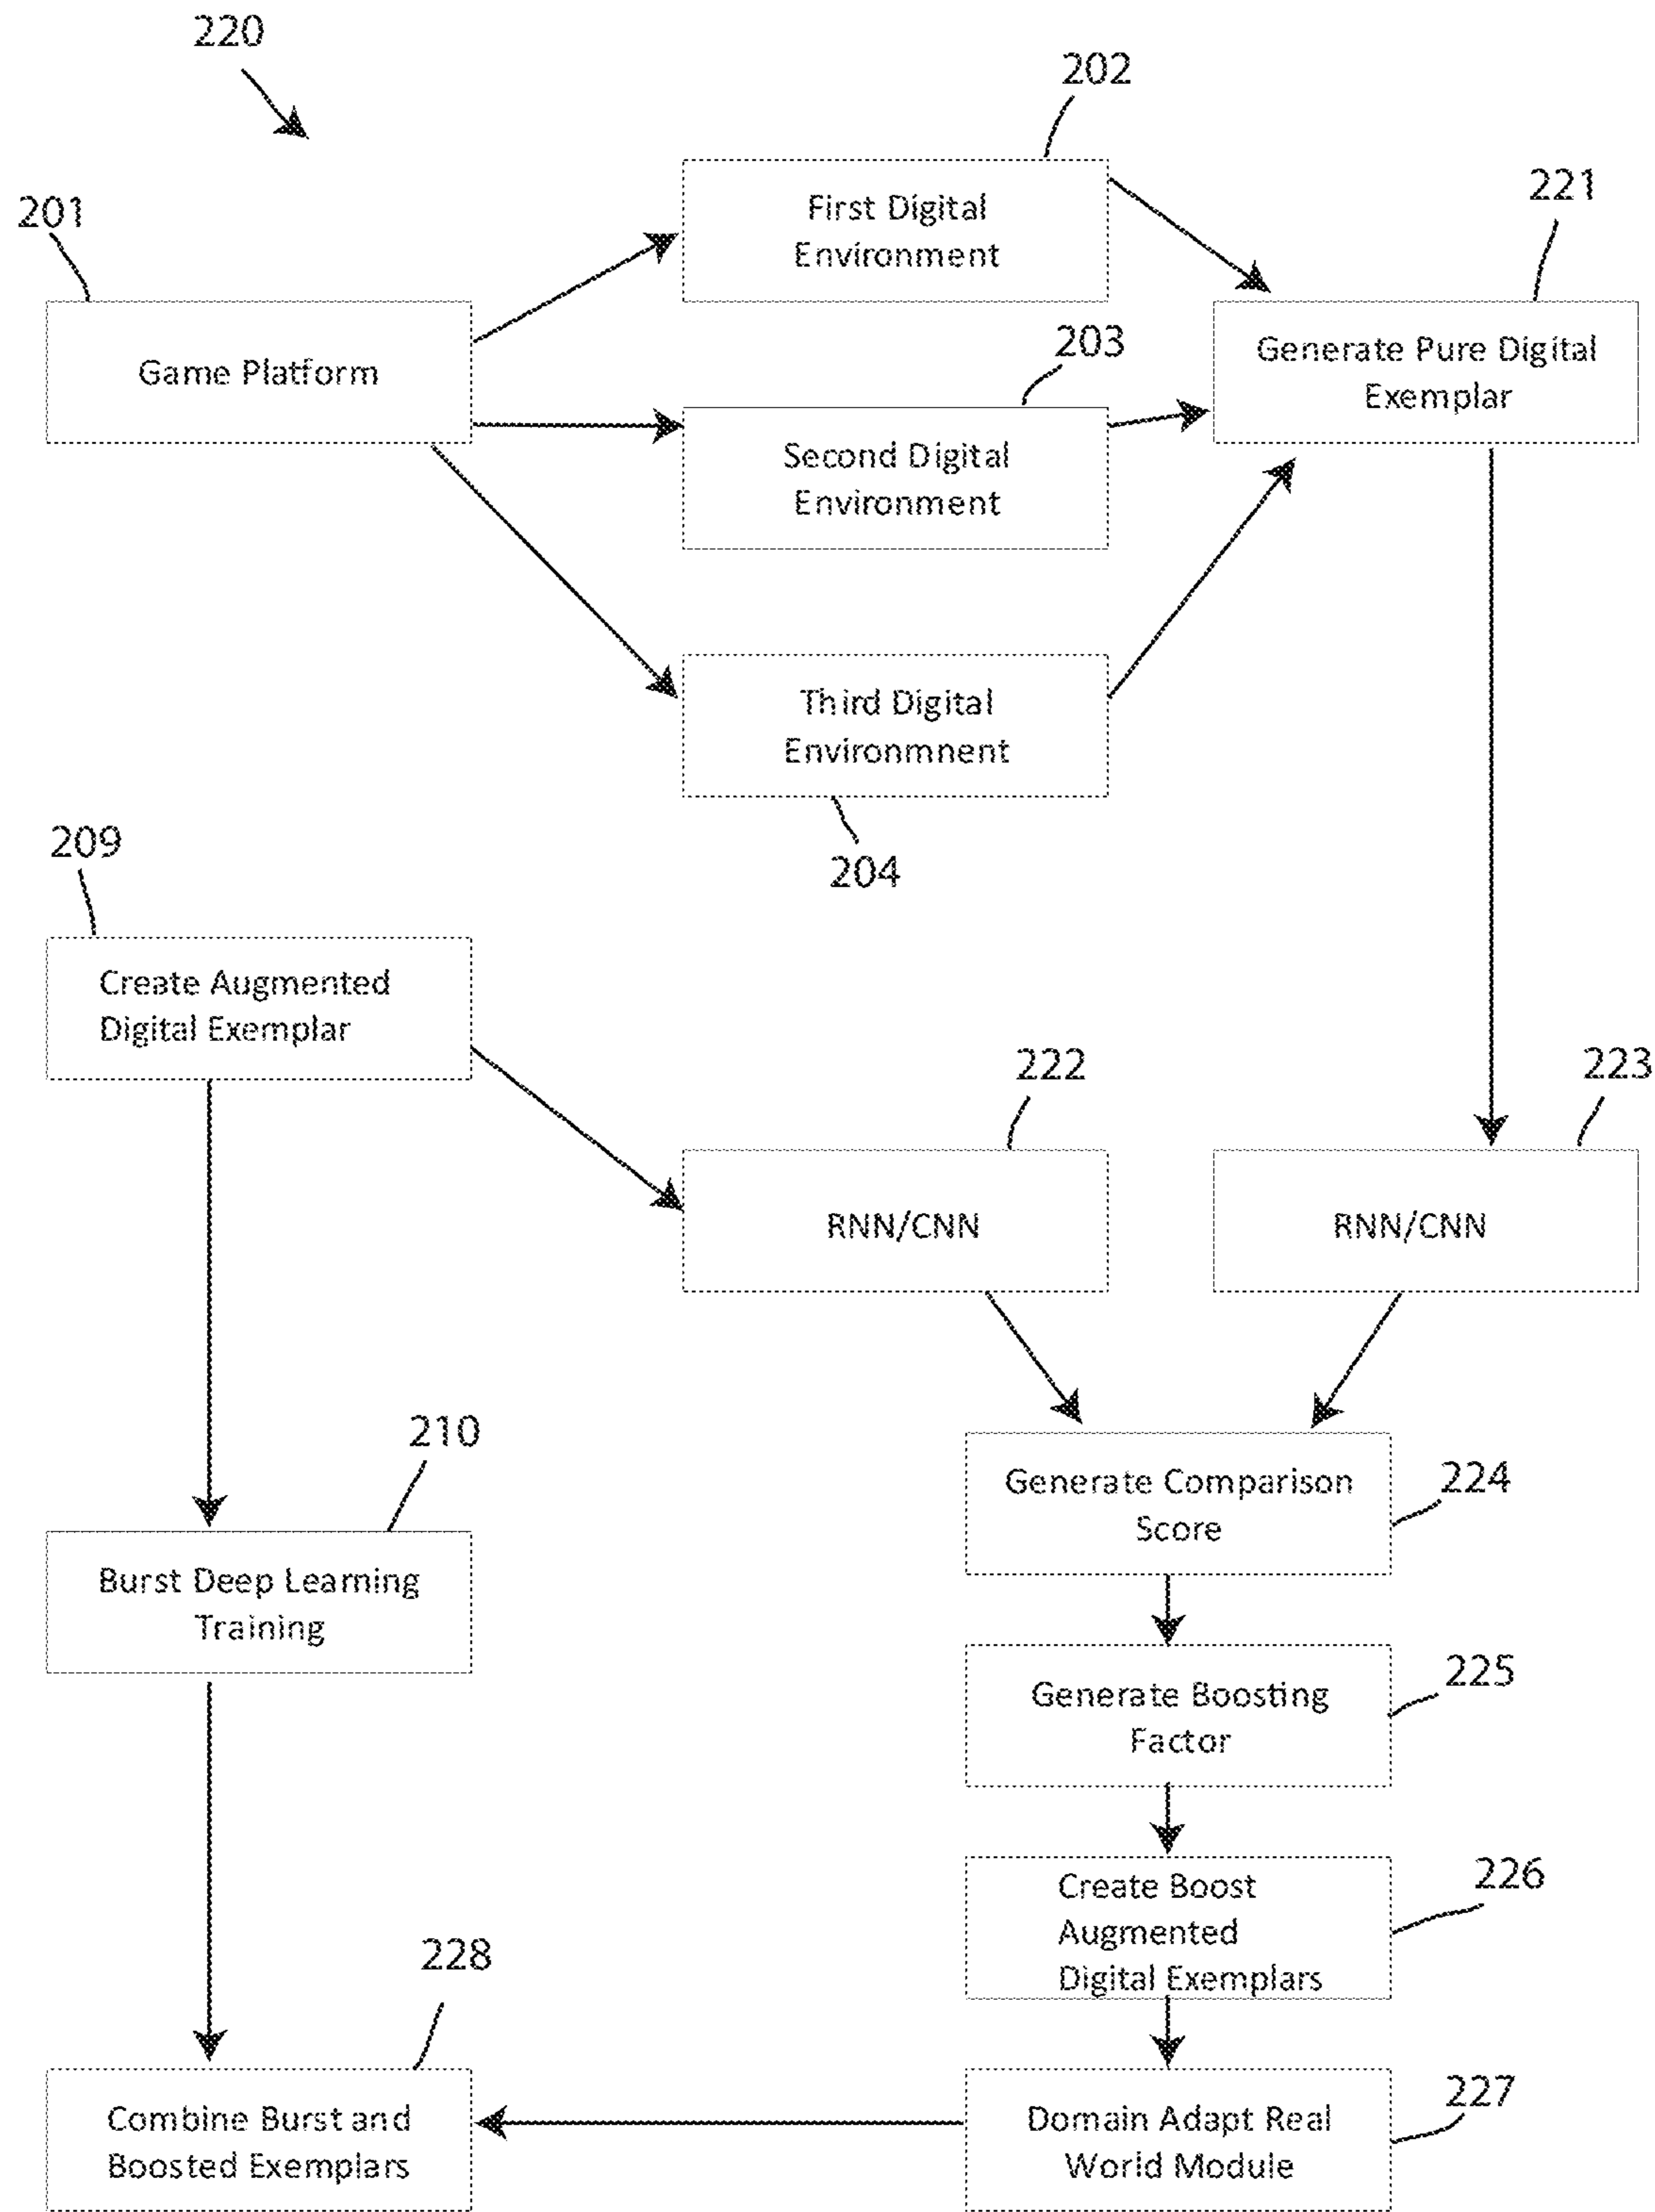 220
202
First Digital
Environment
201
Game Platform
221
Generate Pure Digital
Exemplar
203
Second Digital
Environment
Third Digital
Environmnent
204
209
Create Augmented
Digital Exemplar
222
RNN/CNN
223
RNN/CNN
210
Burst Deep Learning
Training
Generate Comparison
Score
224
Generate Boosting
Factor
225
Create Boost
Augmented
Digital Exemplars
226
228
Combine Burst and
Boosted Exemplars
Domain Adapt Real
World Module
227